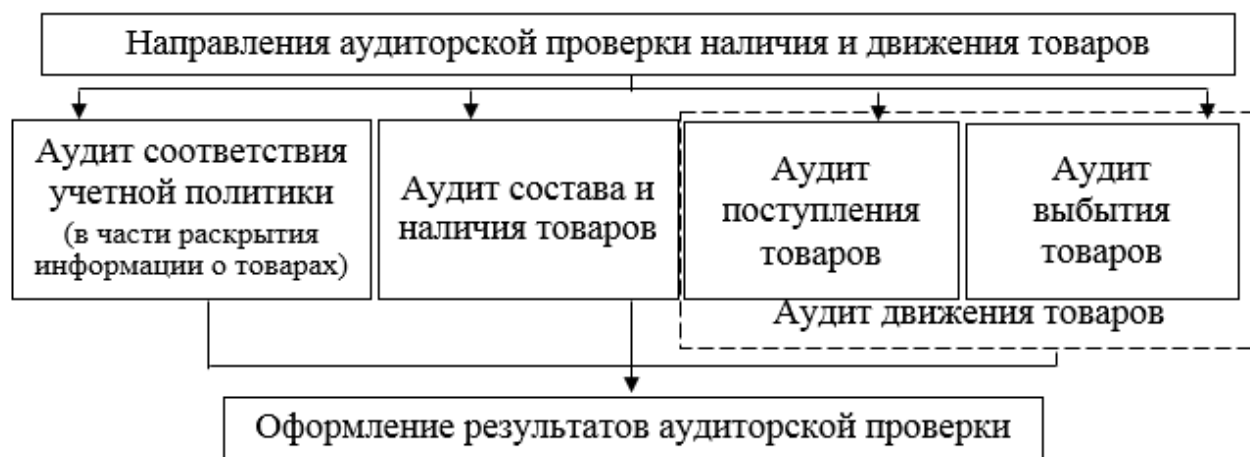 Направления аудиторской проверки наличия и движения товаров
Аудит соответствия
учетной политики
(в части раскрытия
информации о товарах)
Аудит состава и
наличия товаров
Аудит
поступления
товаров
Аудит
выбытия
товаров
Аудит движения товаров
Оформление результатов аудиторской проверки